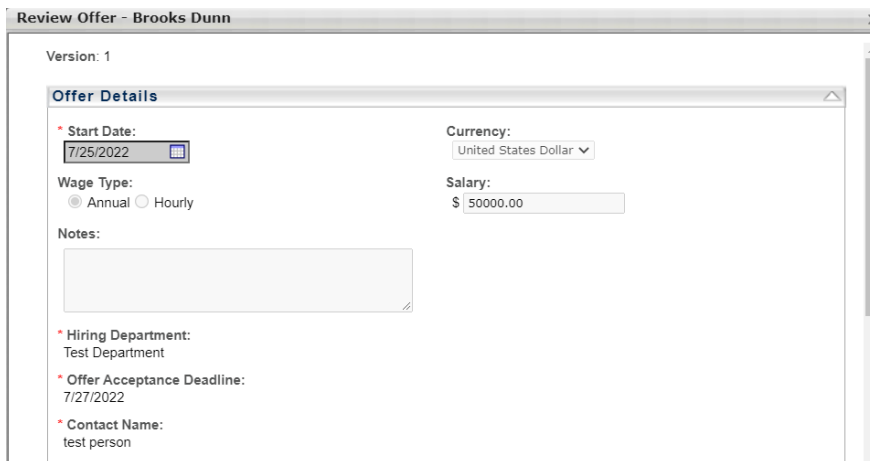 Review Offer - Brooks Dunn
Version: 1
Offer Details
* Start Date:
7/25/2022
Currency:
United States Dollar
Wage Type:
Annual Hourly
Salary:
$ 50000.00
Notes:
* Hiring Department:
Test Department
* Offer Acceptance Deadline:
7/27/2022
* Contact Name:
test person